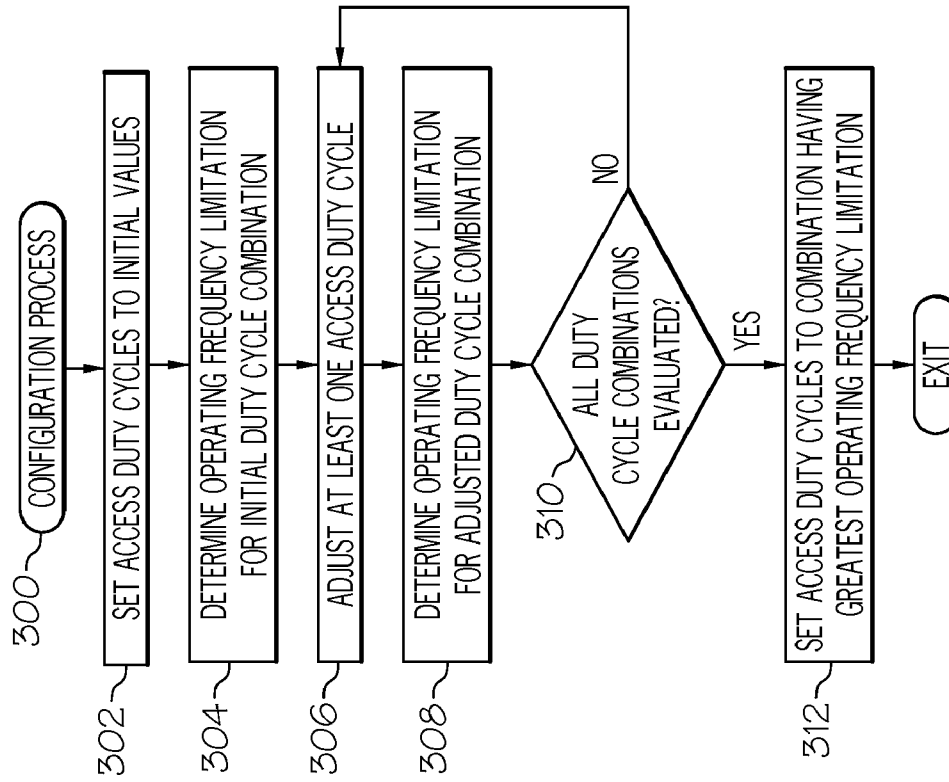 300
CONFIGURATION PROCESS
302
SET ACCESS DUTY CYCLES TO INITIAL VALUES
304
DETERMINE OPERATING FREQUENCY LIMITATION
FOR INITIAL DUTY CYCLE COMBINATION
306
ADJUST AT LEAST ONE ACCESS DUTY CYCLE
308
DETERMINE OPERATING FREQUENCY LIMITATION
FOR ADJUSTED DUTY CYCLE COMBINATION
310
ALL DUTY
CYCLE COMBINATIONS
EVALUATED?
NO
YES
312
SET ACCESS DUTY CYCLES TO COMBINATION HAVING
GREATEST OPERATING FREQUENCY LIMITATION
EXIT